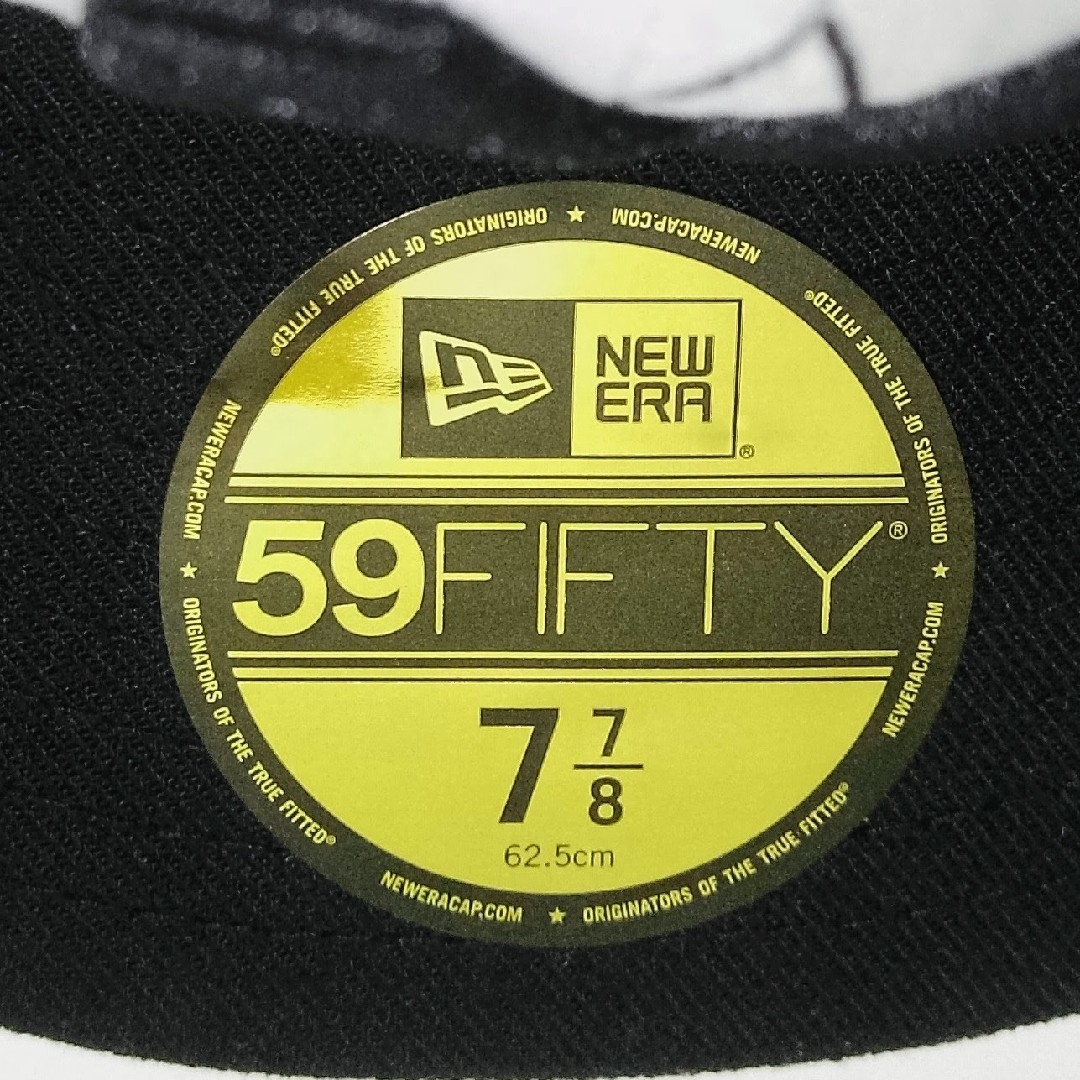 NEW
ERA
®
59FIFTY®
7 7/8
62.5cm
ORIGINATORS OF THE TRUE FITTED®
★
NEWERACAP.COM
ORIGINATORS OF THE TRUE FITTED®
★
NEWERACAP.COM
ORIGINATORS OF THE TRUE FITTED®
★
NEWERACAP.COM
ORIGINATORS OF THE TRUE FITTED®
★
NEWERACAP.COM